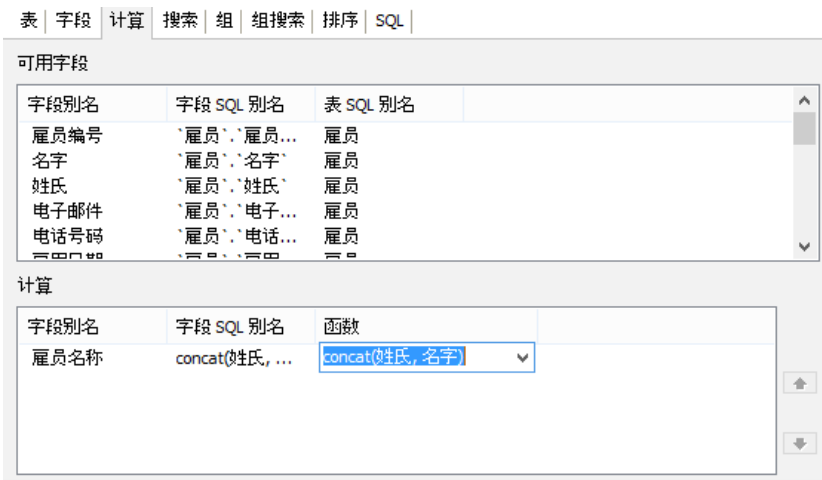 表 字段 计算 搜索 组 组搜索 排序 SQL
可用字段
字段别名 字段 SQL 别名 表 SQL 别名
雇员编号 `雇员`.`雇员... 雇员
名字 `雇员`.`名字` 雇员
姓氏 `雇员`.`姓氏` 雇员
电子邮件 `雇员`.`电子... 雇员
电话号码 `雇员`.`电话... 雇员
计算
字段别名 字段 SQL 别名 函数
雇员名称 concat(姓氏, ... concat(姓氏, 名字)